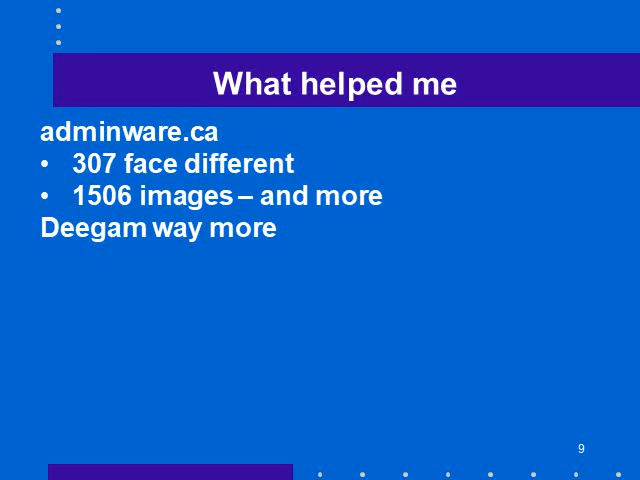 What helped me
adminware.ca
• 307 face different
• 1506 images – and more
Deegam way more
9